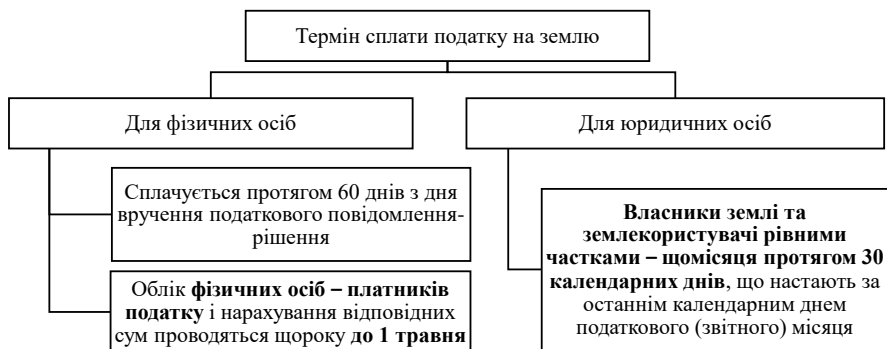 Термін сплати податку на землю
Для фізичних осіб
Сплачується протягом 60 днів з дня
вручення податкового повідомлення-
рішення
Облік фізичних осіб – платників
податку і нарахування відповідних
сум проводяться щороку до 1 травня
Для юридичних осіб
Власники землі та
землекористувачі рівними
частками – щомісяця протягом 30
календарних днів, що настають за
останнім календарним днем
податкового (звітного) місяця